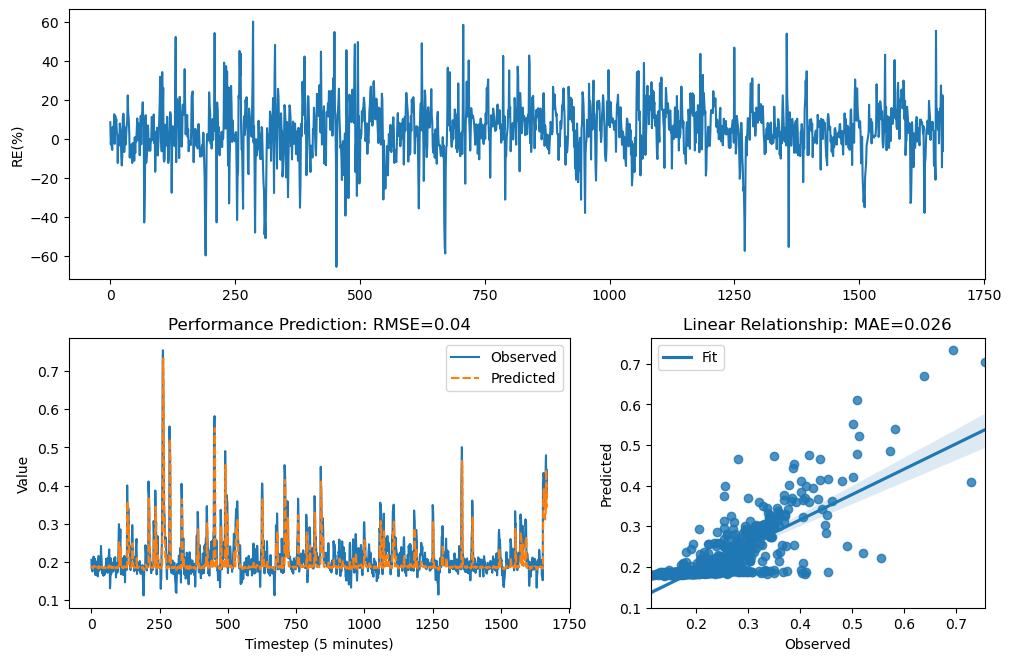 60
40
20
0
−20
−40
−60
RE(%)
0 250 500 750 1000 1250 1500 1750
Performance Prediction: RMSE=0.04
0.7
0.6
0.5
0.4
0.3
0.2
0.1
Value
Observed
Predicted
0 250 500 750 1000 1250 1500 1750
Timestep (5 minutes)
Linear Relationship: MAE=0.026
0.7
0.6
0.5
0.4
0.3
0.2
0.1
Predicted
Fit
0.2 0.3 0.4 0.5 0.6 0.7
Observed